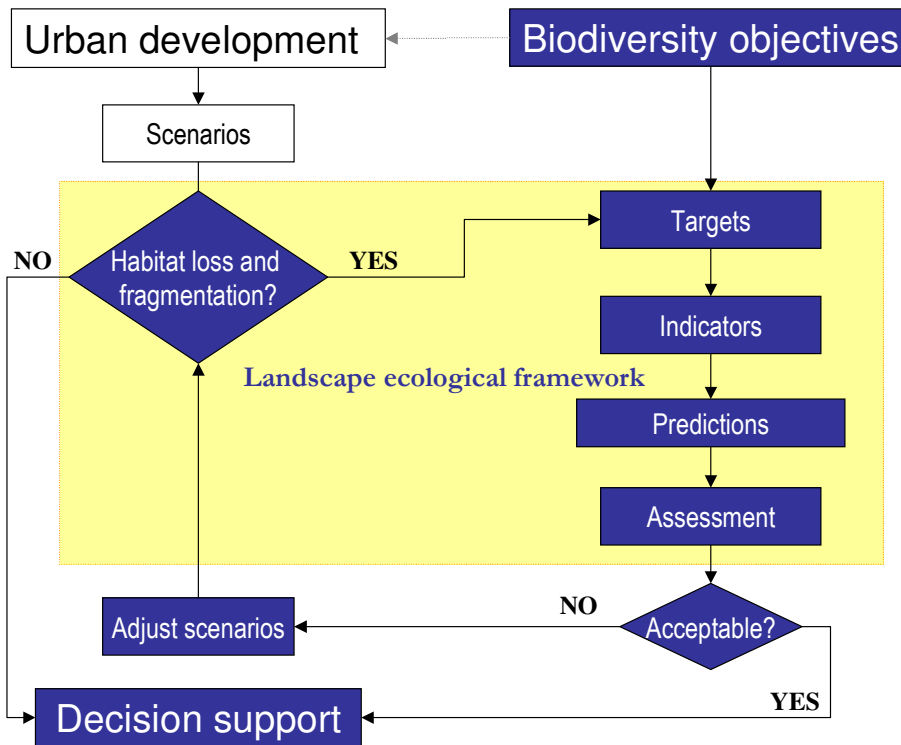 Urban development
Biodiversity objectives
Scenarios
Targets
NO
Habitat loss and
fragmentation?
YES
Indicators
Landscape ecological framework
Predictions
Assessment
NO
Adjust scenarios
Acceptable?
YES
Decision support